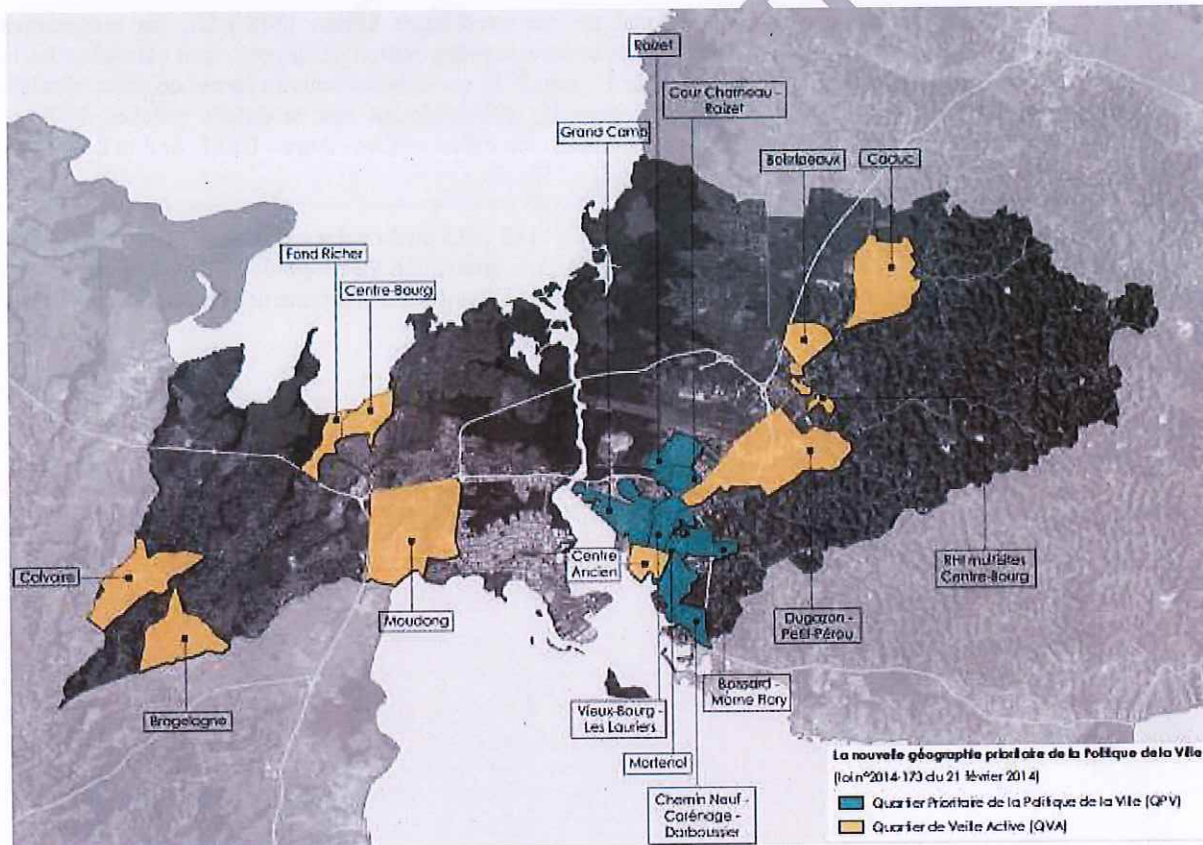 Raizet
Cour Charneau -
Raizet
Grand Camp
Boisripeaux
Caduc
Fond Richer
Centre-Bourg
Calvaire
Centre
Ancien
RHI multisites
Centre-Bourg
Moudong
Dugazon -
Petit-Pérou
Bragelogne
Vieux-Bourg -
Les Lauriers
Boissard -
Morne Flory
Mortenol
Chemin Neuf -
Carénage -
Darboussier
La nouvelle géographie prioritaire de la Politique de la Ville
(loi n°2014-173 du 21 février 2014)
Quartier Prioritaire de la Politique de la Ville (QPV)
Quartier de Veille Active (QVA)